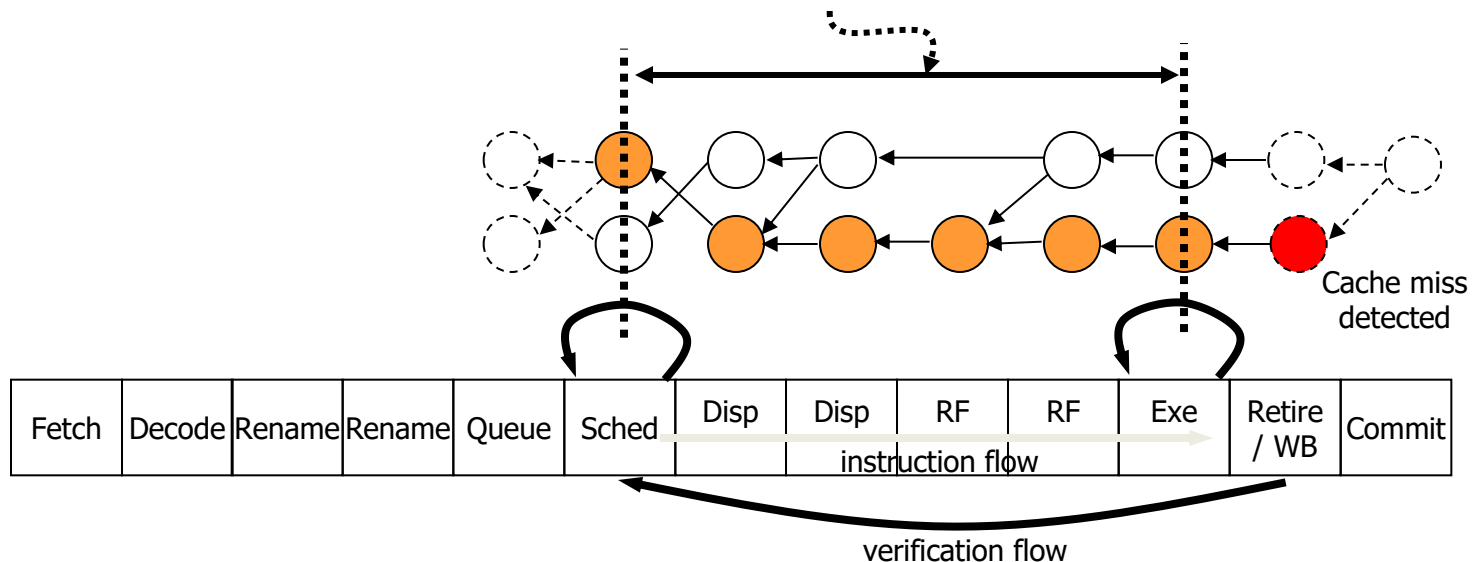 Cache miss
detected
Fetch
Decode
Rename
Rename
Queue
Sched
Disp
Disp
RF
RF
Exe
Retire
/ WB
Commit
instruction flow
verification flow